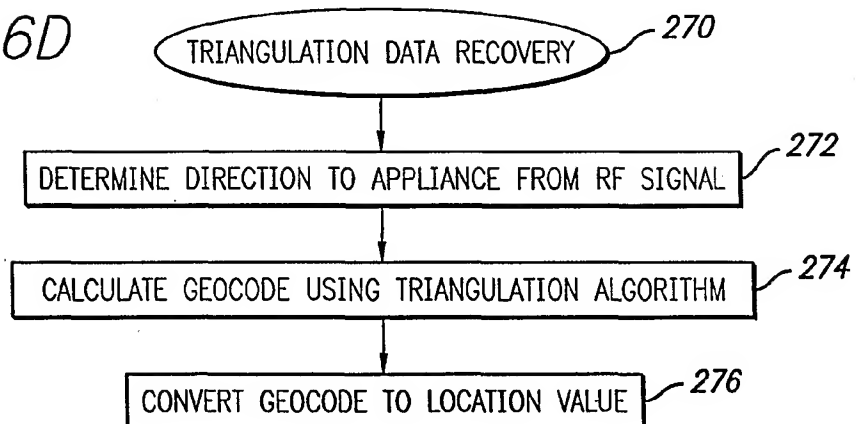 6D
TRIANGULATION DATA RECOVERY
270
DETERMINE DIRECTION TO APPLIANCE FROM RF SIGNAL
272
CALCULATE GEOCODE USING TRIANGULATION ALGORITHM
274
CONVERT GEOCODE TO LOCATION VALUE
276